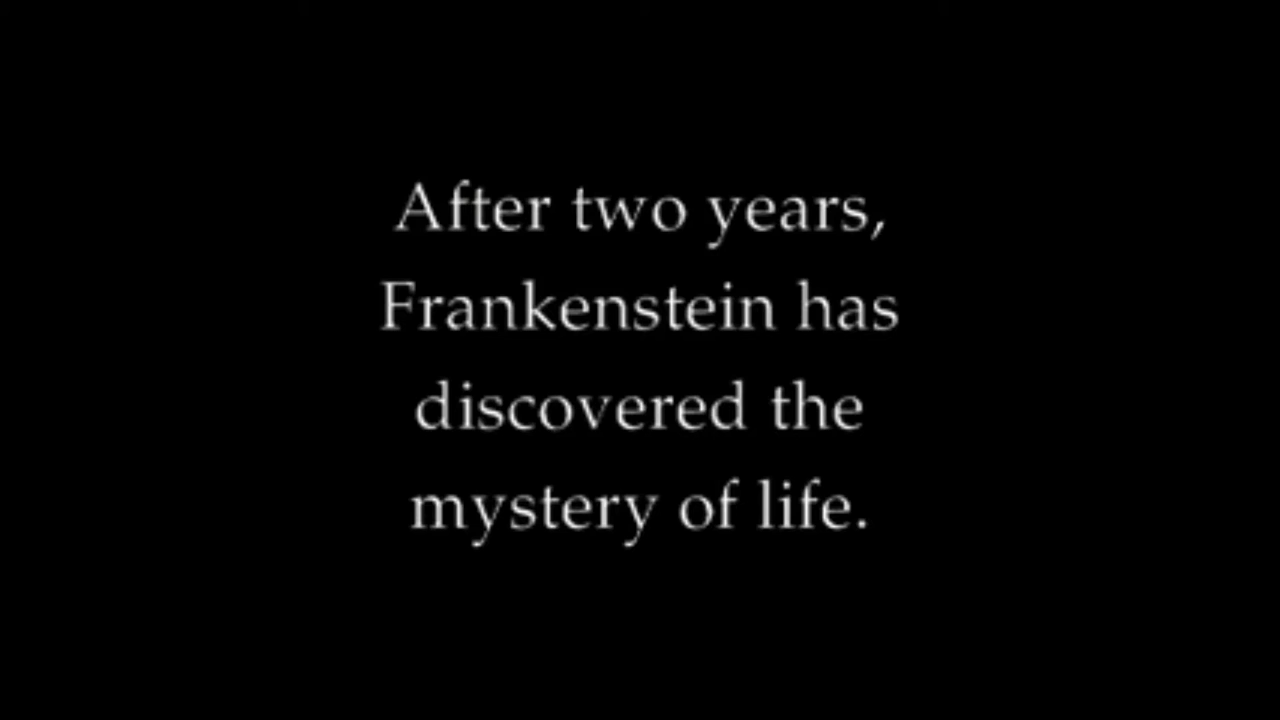 After two years,
Frankenstein has
discovered the
mystery of life.